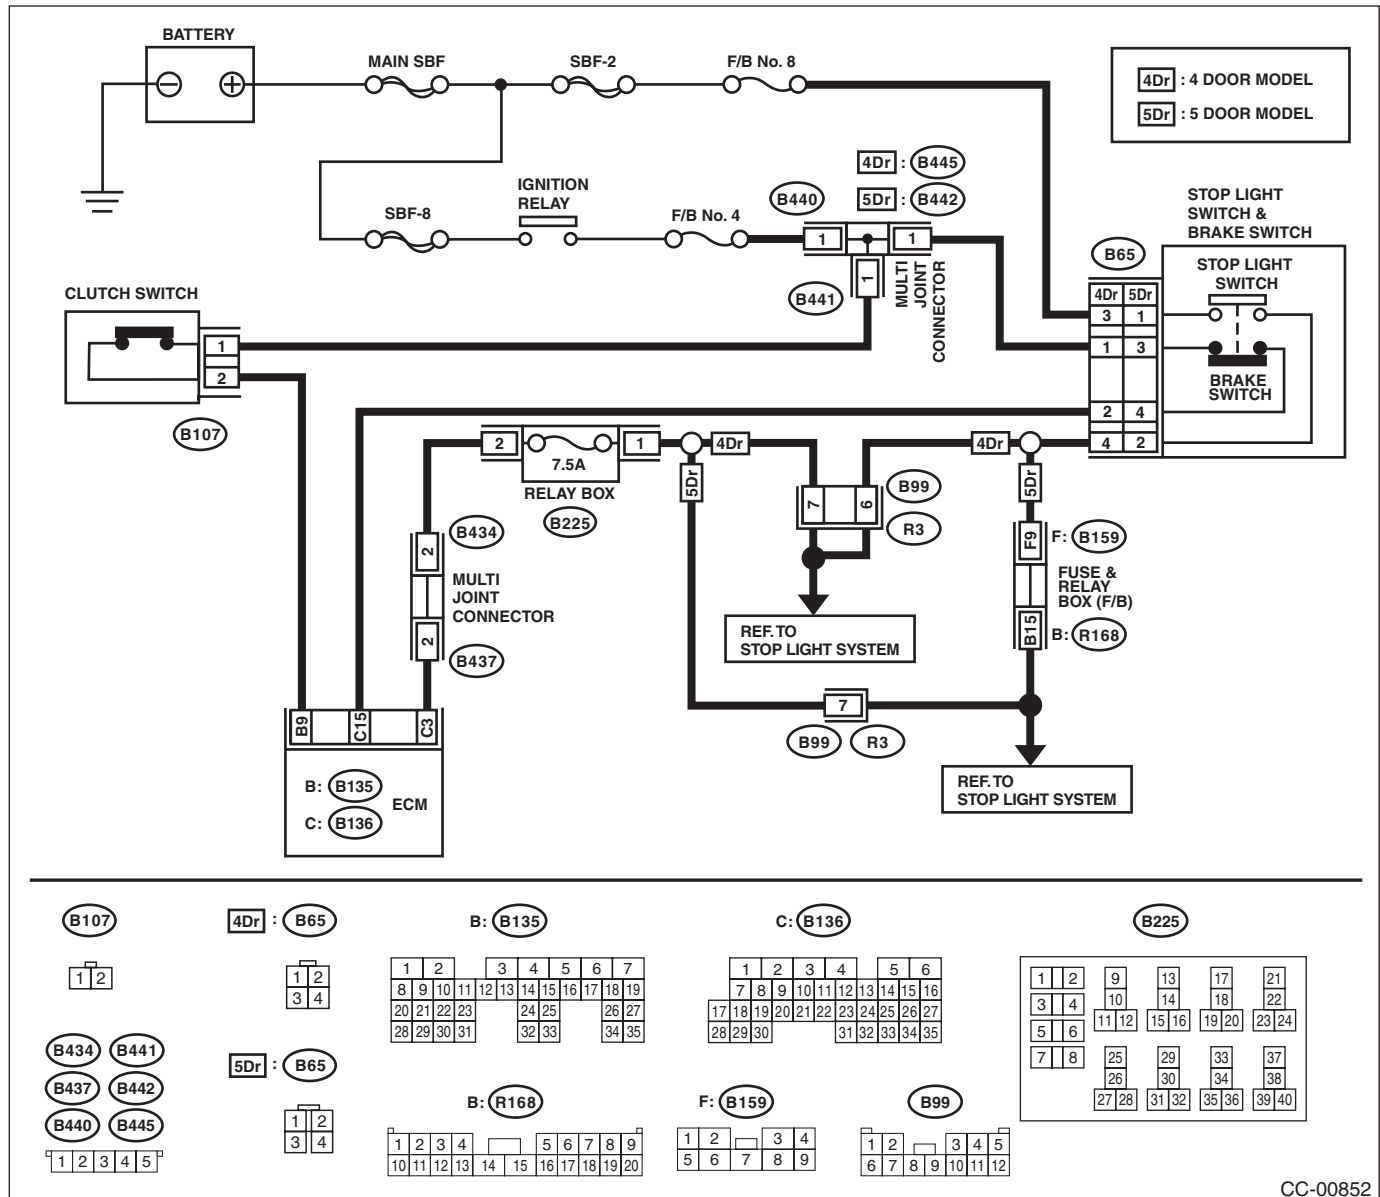 BATTERY
MAIN SBF
SBF-2
F/B No. 8
4Dr : 4 DOOR MODEL
5Dr : 5 DOOR MODEL
4Dr : B445
5Dr : B442
IGNITION
RELAY
SBF-8
F/B No. 4
B440
1
1
1
B441
MULTI
JOINT
CONNECTOR
STOP LIGHT
SWITCH &
BRAKE SWITCH
B65
STOP LIGHT
SWITCH
4Dr 5Dr
3 1
1 3
2 4
4 2
BRAKE
SWITCH
CLUTCH SWITCH
1
2
B107
2
7.5A
1
RELAY BOX
B225
4Dr
4Dr
5Dr
5Dr
7
6
B99
R3
B434
2
MULTI
JOINT
CONNECTOR
2
B437
F9
F: B159
FUSE &
RELAY
BOX (F/B)
B15
B: R168
REF. TO
STOP LIGHT SYSTEM
7
B99 R3
REF. TO
STOP LIGHT SYSTEM
B9 C15 C3
B: B135
ECM
C: B136
B107
1 2
4Dr : B65
1 2
3 4
B: B135
1 2 3 4 5 6 7
8 9 10 11 12 13 14 15 16 17 18 19
20 21 22 23 24 25 26 27
28 29 30 31 32 33 34 35
C: B136
1 2 3 4 5 6
7 8 9 10 11 12 13 14 15 16
17 18 19 20 21 22 23 24 25 26 27
28 29 30 31 32 33 34 35
B225
1 2 9 13 17 21
3 4 10 14 18 22
11 12 15 16 19 20 23 24
5 6
7 8 25 29 33 37
26 30 34 38
27 28 31 32 35 36 39 40
B434 B441
B437 B442
B440 B445
1 2 3 4 5
5Dr : B65
1 2
3 4
B: R168
1 2 3 4 5 6 7 8 9
10 11 12 13 14 15 16 17 18 19 20
F: B159
1 2 3 4
5 6 7 8 9
B99
1 2 3 4 5
6 7 8 9 10 11 12
CC-00852